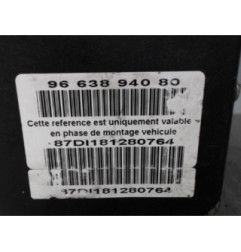 96 638 940 80
Cette reference est uniquement valable
en phase de montage vehicule
87DI181280764
87DI181280764